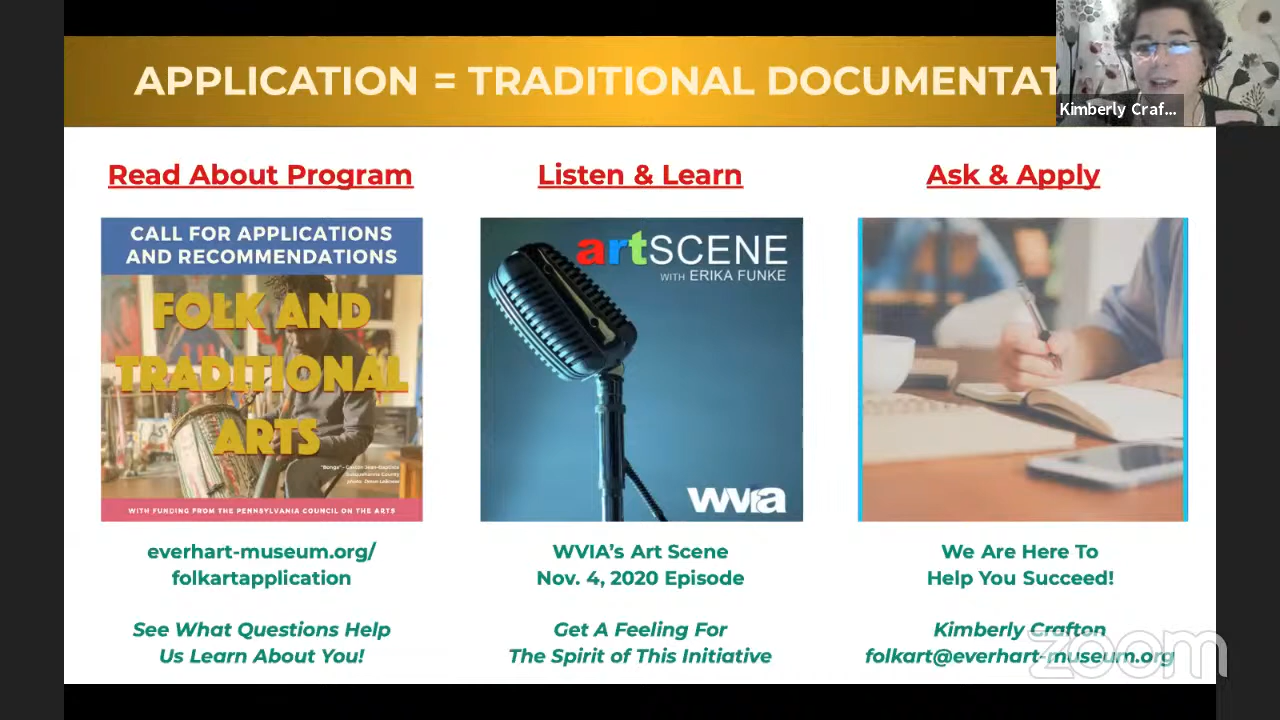 APPLICATION = TRADITIONAL DOCUMENTAT
Kimberly Craf...
Read About Program
CALL FOR APPLICATIONS
AND RECOMMENDATIONS
FOLK AND
TRADITIONAL
ARTS
WITH FUNDING FROM THE PENNSYLVANIA COUNCIL ON THE ARTS
everhart-museum.org/
folkartapplication
See What Questions Help
Us Learn About You!
Listen & Learn
artSCENE
WITH ERIKA FUNKE
wvia
WVIA's Art Scene
Nov. 4, 2020 Episode
Get A Feeling For
The Spirit of This Initiative
Ask & Apply
We Are Here To
Help You Succeed!
Kimberly Crafton
folkart@everhart-museum.org
zoom